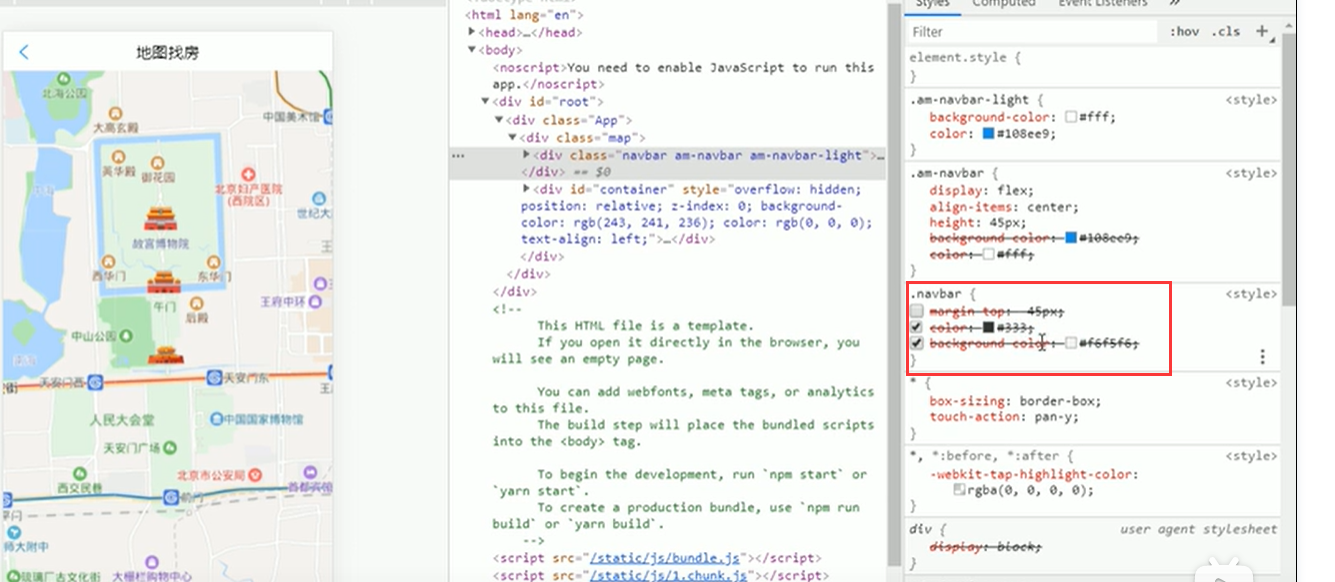 地图找房
北海公园
大高玄殿
中国美术馆
英华殿
御花园
北京妇产医院
(西院区)
世纪大
故宫博物院
西华门
东华门
午门
后殿
王府中环
中山公园
天安门西
天安门东
人民大会堂
中国国家博物馆
天安门广场
北京市公安局
西交民巷
前门
首都宾馆
师大附中
琉璃厂古文化街
大栅栏购物中心
<html lang="en">
<head>…</head>
<body>
<noscript>You need to enable JavaScript to run this
app.</noscript>
<div id="root">
<div class="App">
<div class="map">
<div class="navbar am-navbar am-navbar-light">…
</div> == $0
<div id="container" style="overflow: hidden;
position: relative; z-index: 0; background-
color: rgb(243, 241, 236); color: rgb(0, 0, 0);
text-align: left;">…</div>
</div>
</div>
</div>
<!--
This HTML file is a template.
If you open it directly in the browser, you
will see an empty page.
You can add webfonts, meta tags, or analytics
to this file.
The build step will place the bundled scripts
into the <body> tag.
To begin the development, run `npm start` or
`yarn start`.
To create a production bundle, use `npm run
build` or `yarn build`.
-->
<script src="/static/js/bundle.js"></script>
<script src="/static/js/1.chunk.js"></script>
Styles Computed Event Listeners »
Filter :hov .cls +
element.style {
}
.am-navbar-light { <style>
background-color: #fff;
color: #108ee9;
}
.am-navbar { <style>
display: flex;
align-items: center;
height: 45px;
background-color: #108ee9;
color: #fff;
}
.navbar { <style>
margin-top: -45px;
color: #333;
background-color: #f6f5f6;
}
* { <style>
box-sizing: border-box;
touch-action: pan-y;
}
*, *:before, *:after { <style>
-webkit-tap-highlight-color:
rgba(0, 0, 0, 0);
}
div { user agent stylesheet
display: block;
}